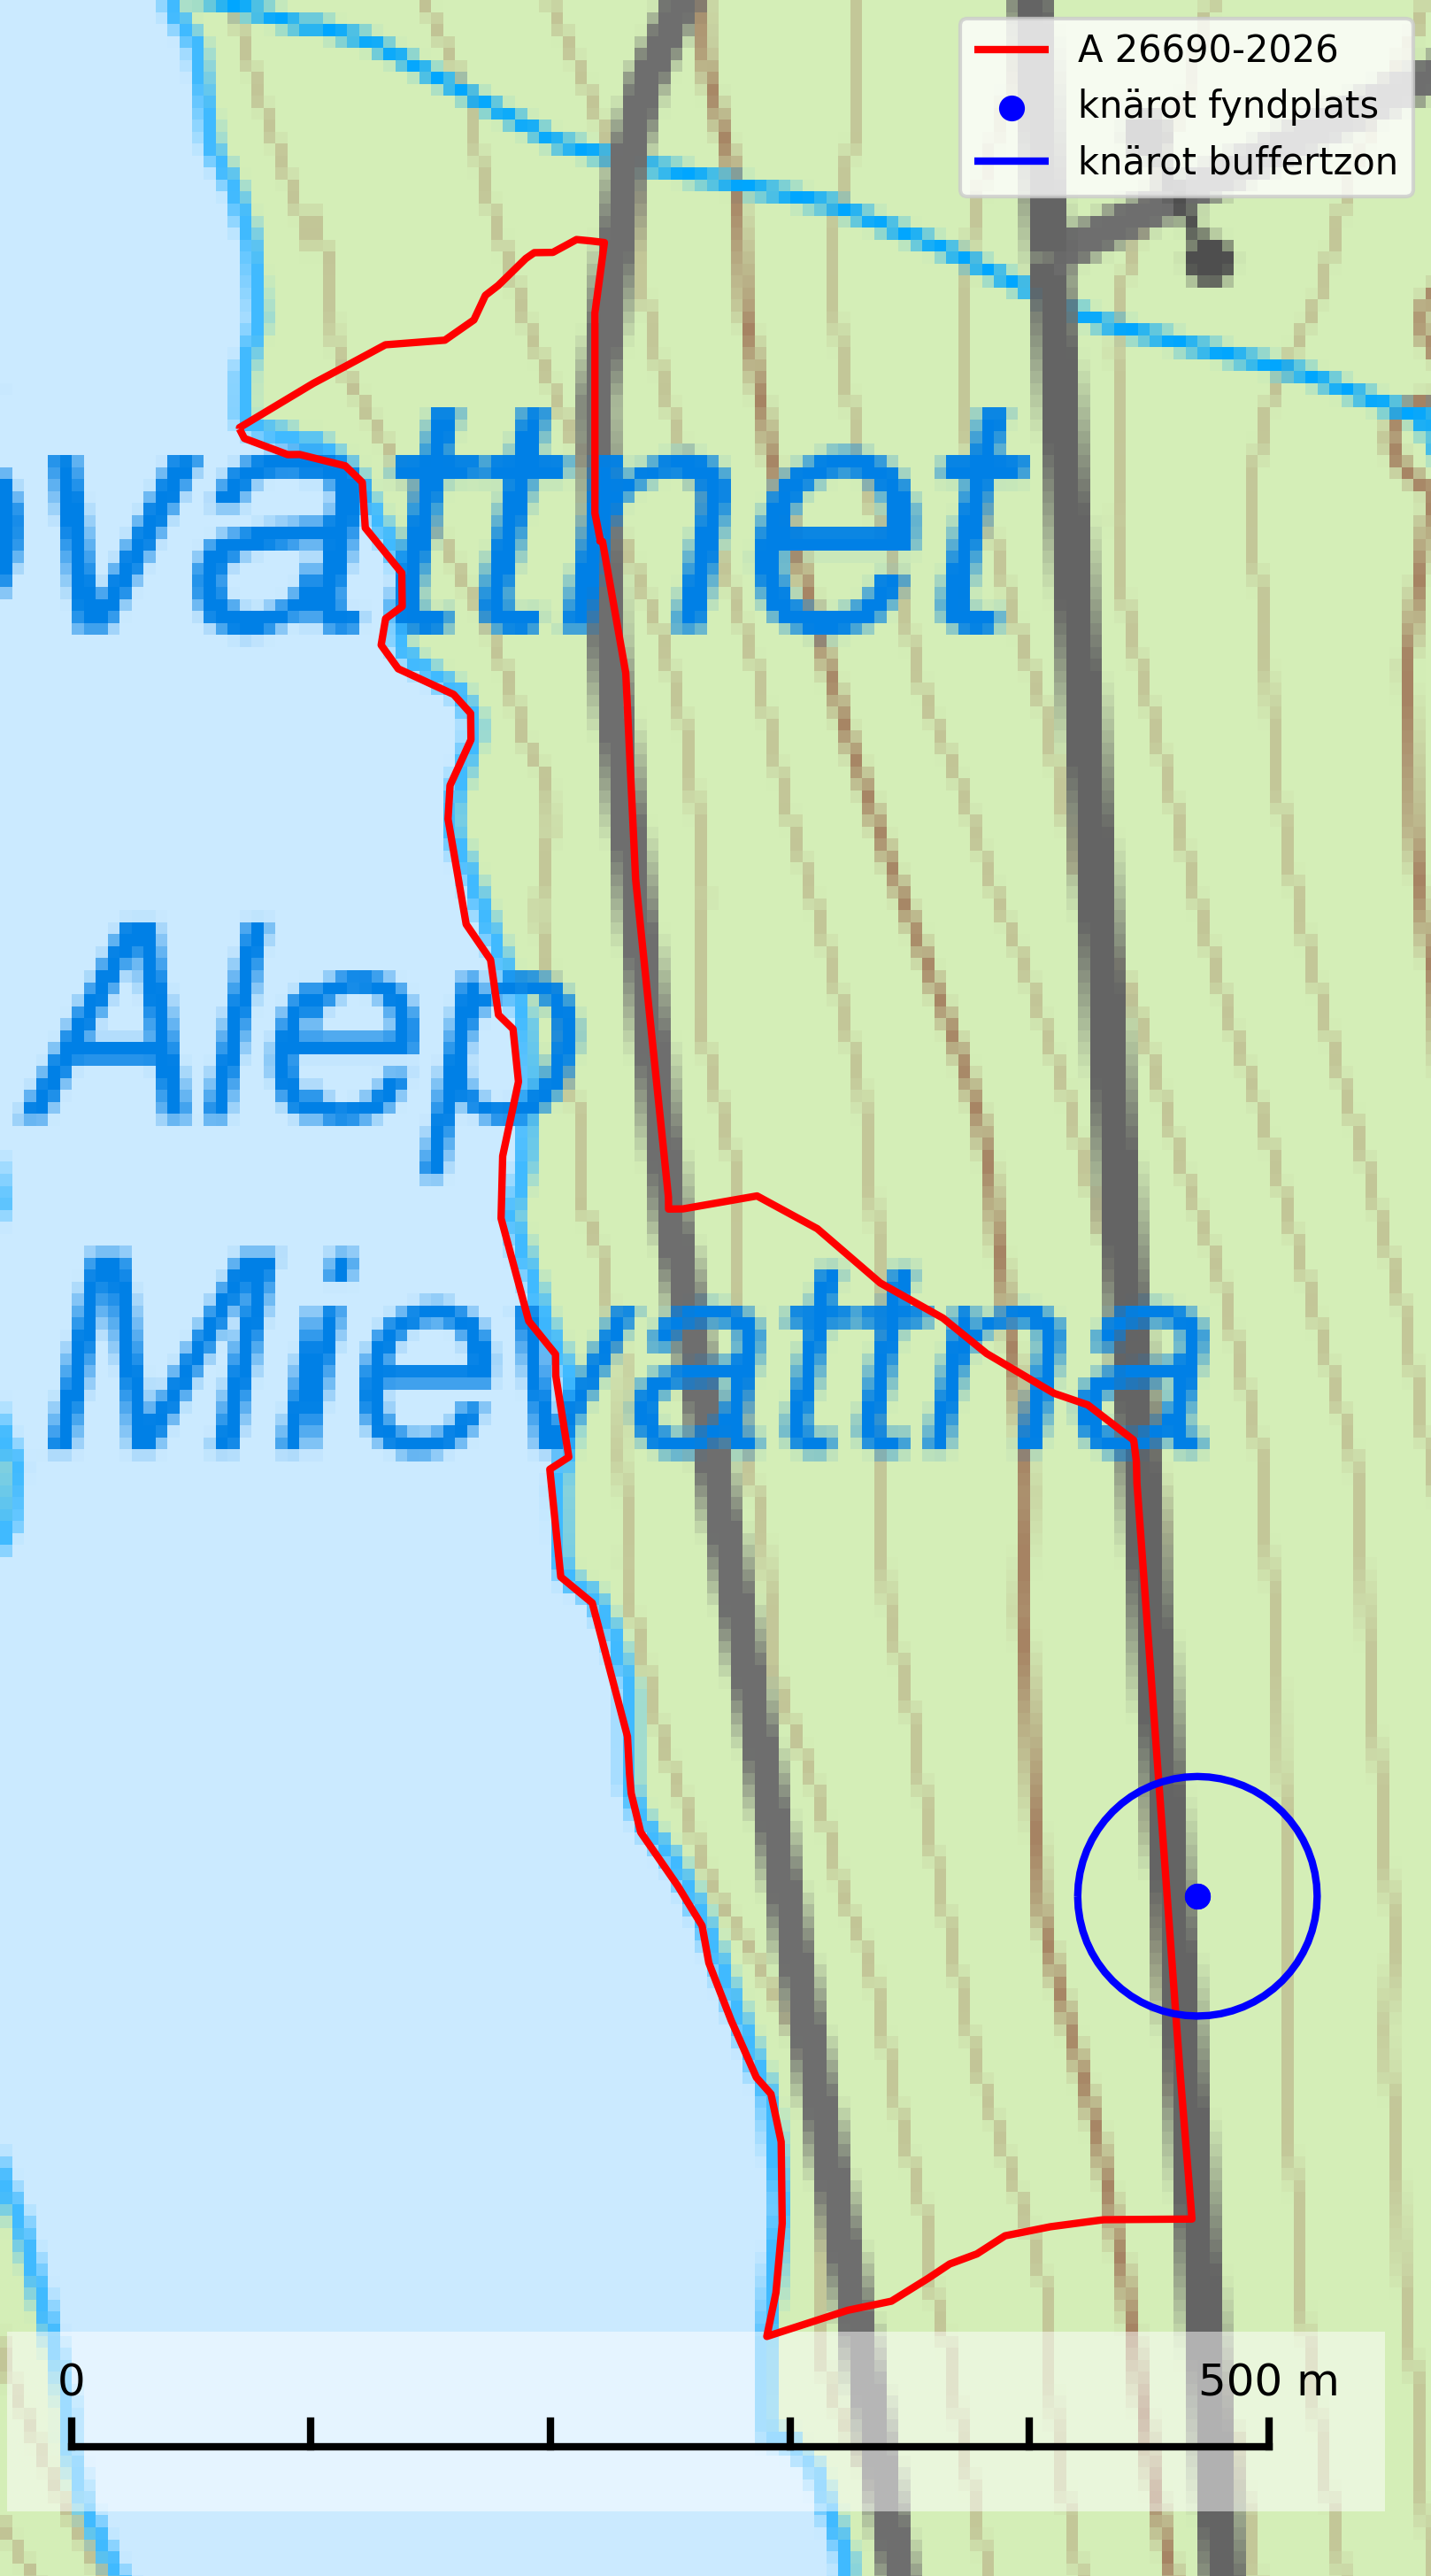 A 26690-2026
knärot fyndplats
knärot buffertzon
vattnet
Alep
Mievattna
0 500 m